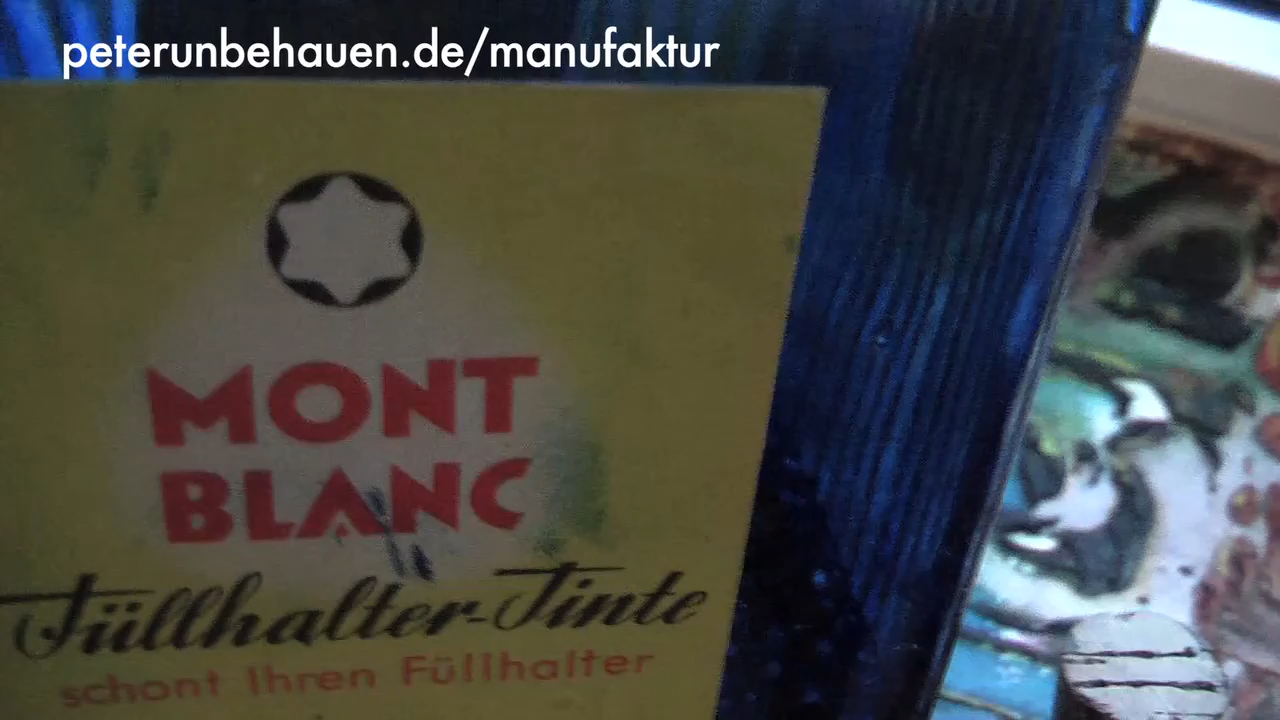 peterunbehauen.de/manufaktur
MONT
BLANC
Füllhalter-Tinte
schont Ihren Füllhalter